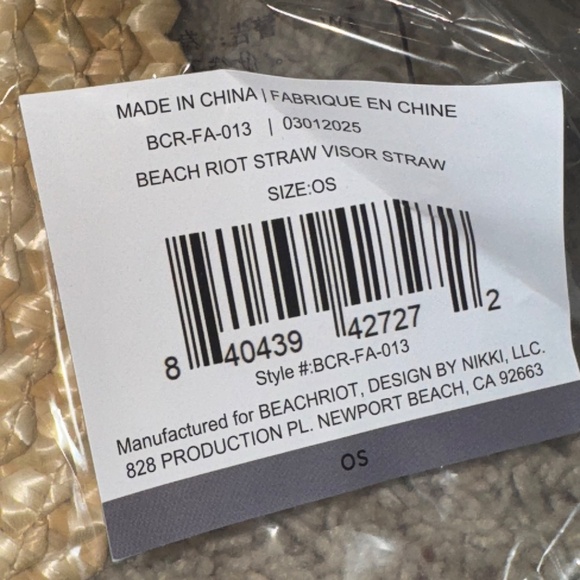 MADE IN CHINA | FABRIQUE EN CHINE
BCR-FA-013 | 03012025
BEACH RIOT STRAW VISOR STRAW
SIZE:OS
8 40439 42727 2
Style #:BCR-FA-013
Manufactured for BEACHRIOT, DESIGN BY NIKKI, LLC.
828 PRODUCTION PL. NEWPORT BEACH, CA 92663
OS